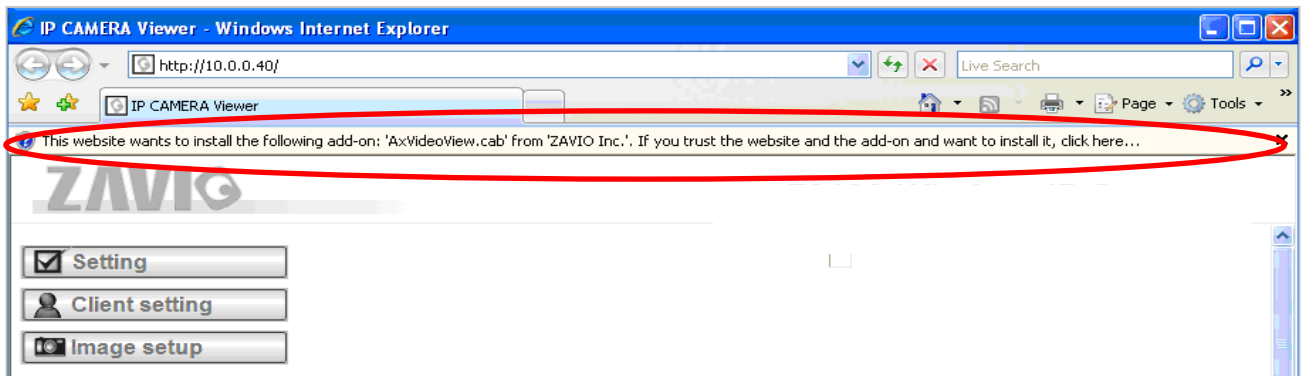 IP CAMERA Viewer - Windows Internet Explorer
http://10.0.0.40/
Live Search
IP CAMERA Viewer
Page
Tools
This website wants to install the following add-on: 'AxVideoView.cab' from 'ZAVIO Inc.'. If you trust the website and the add-on and want to install it, click here...
ZAVIO
Setting
Client setting
Image setup